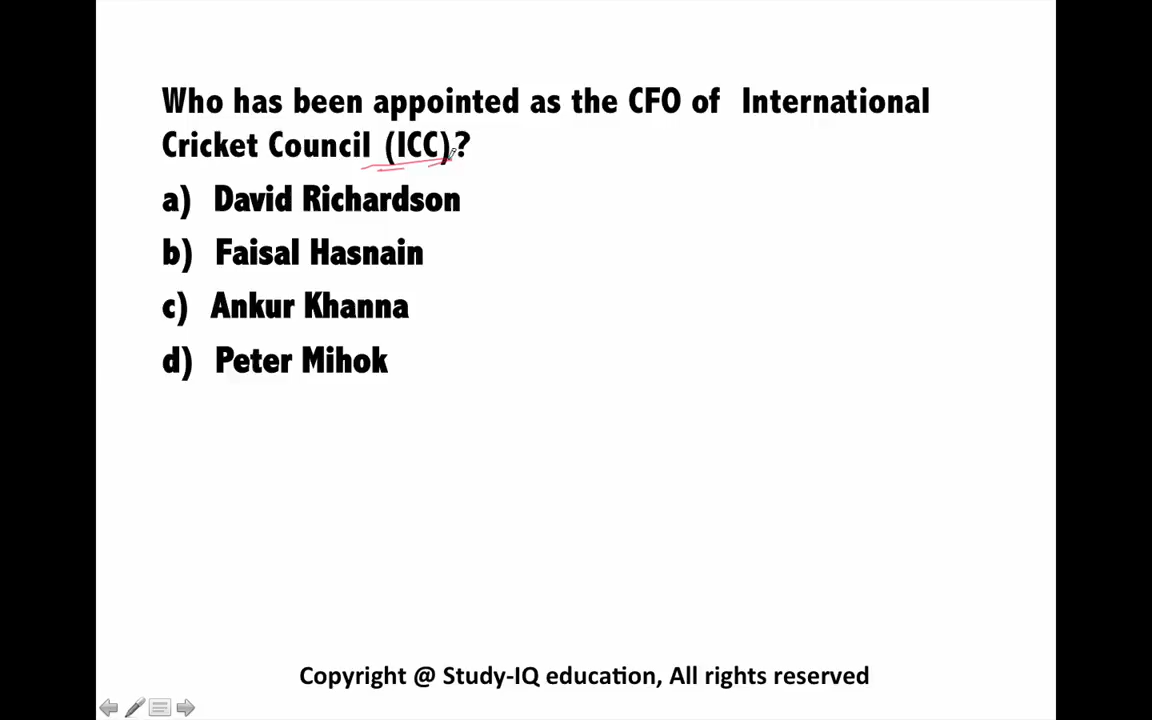 Who has been appointed as the CFO of International
Cricket Council (ICC)?
a) David Richardson
b) Faisal Hasnain
c) Ankur Khanna
d) Peter Mihok
Copyright @ Study-IQ education, All rights reserved